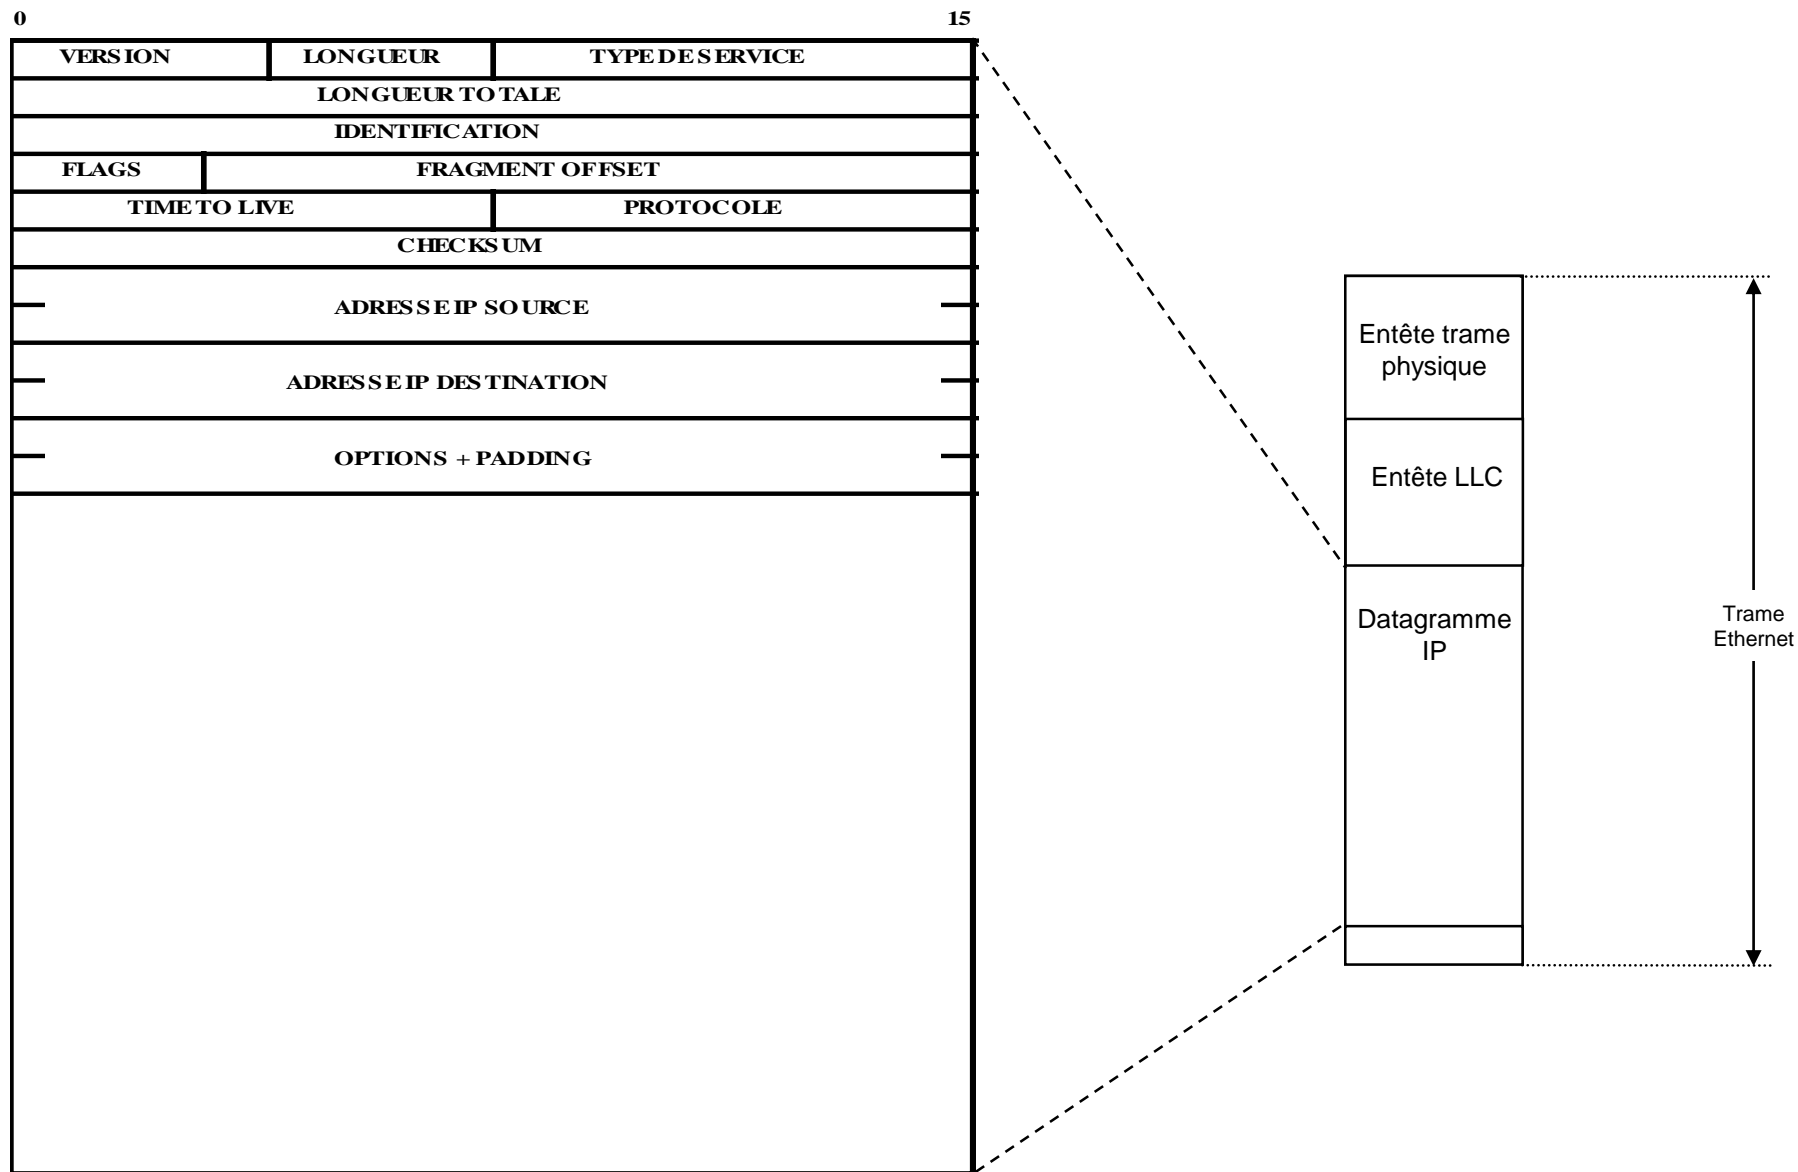 0 15
VERSION LONGUEUR TYPE DE SERVICE
LONGUEUR TOTALE
IDENTIFICATION
FLAGS FRAGMENT OFFSET
TIME TO LIVE PROTOCOLE
CHECKSUM
ADRESSE IP SOURCE
ADRESSE IP DESTINATION
OPTIONS + PADDING
Entête trame
physique
Entête LLC
Datagramme
IP
Trame
Ethernet